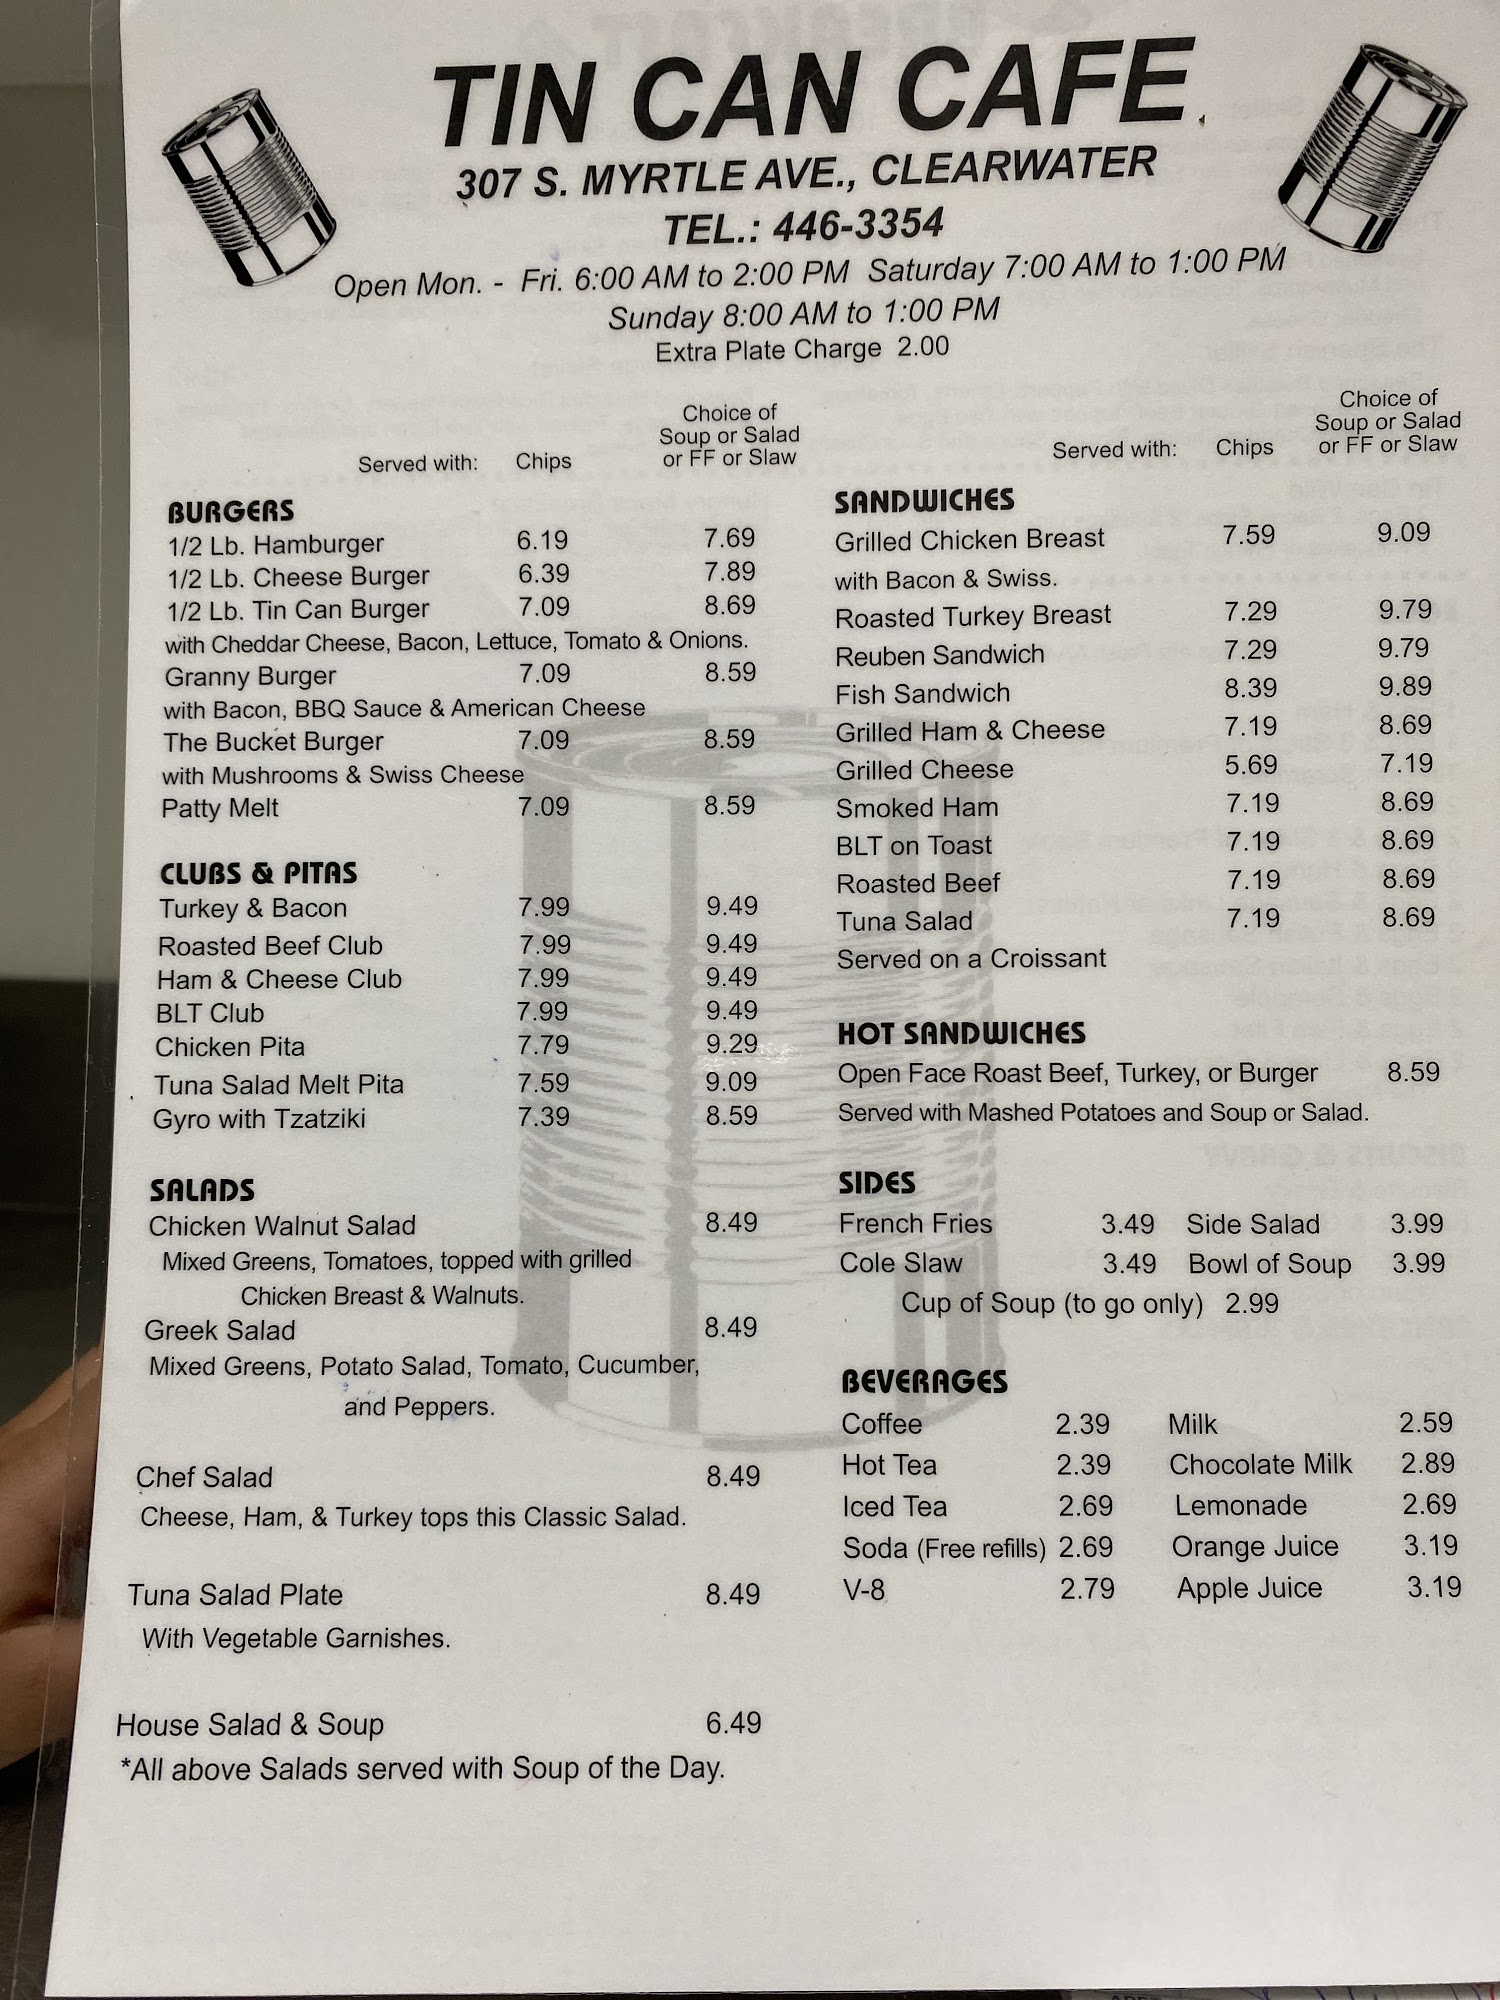 TIN CAN CAFE
307 S. MYRTLE AVE., CLEARWATER
TEL.: 446-3354
Open Mon. - Fri. 6:00 AM to 2:00 PM Saturday 7:00 AM to 1:00 PM
Sunday 8:00 AM to 1:00 PM
Extra Plate Charge 2.00
Choice of
Soup or Salad
Served with: Chips or FF or Slaw
BURGERS
1/2 Lb. Hamburger 6.19 7.69
1/2 Lb. Cheese Burger 6.39 7.89
1/2 Lb. Tin Can Burger 7.09 8.69
with Cheddar Cheese, Bacon, Lettuce, Tomato & Onions.
Granny Burger 7.09 8.59
with Bacon, BBQ Sauce & American Cheese
The Bucket Burger 7.09 8.59
with Mushrooms & Swiss Cheese
Patty Melt 7.09 8.59
CLUBS & PITAS
Turkey & Bacon 7.99 9.49
Roasted Beef Club 7.99 9.49
Ham & Cheese Club 7.99 9.49
BLT Club 7.99 9.49
Chicken Pita 7.79 9.29
Tuna Salad Melt Pita 7.59 9.09
Gyro with Tzatziki 7.39 8.59
SALADS
Chicken Walnut Salad 8.49
Mixed Greens, Tomatoes, topped with grilled
Chicken Breast & Walnuts.
Greek Salad 8.49
Mixed Greens, Potato Salad, Tomato, Cucumber,
and Peppers.
Chef Salad 8.49
Cheese, Ham, & Turkey tops this Classic Salad.
Tuna Salad Plate 8.49
With Vegetable Garnishes.
House Salad & Soup 6.49
*All above Salads served with Soup of the Day.
Choice of
Soup or Salad
Served with: Chips or FF or Slaw
SANDWICHES
Grilled Chicken Breast 7.59 9.09
with Bacon & Swiss.
Roasted Turkey Breast 7.29 9.79
Reuben Sandwich 7.29 9.79
Fish Sandwich 8.39 9.89
Grilled Ham & Cheese 7.19 8.69
Grilled Cheese 5.69 7.19
Smoked Ham 7.19 8.69
BLT on Toast 7.19 8.69
Roasted Beef 7.19 8.69
Tuna Salad 7.19 8.69
Served on a Croissant
HOT SANDWICHES
Open Face Roast Beef, Turkey, or Burger 8.59
Served with Mashed Potatoes and Soup or Salad.
SIDES
French Fries 3.49 Side Salad 3.99
Cole Slaw 3.49 Bowl of Soup 3.99
Cup of Soup (to go only) 2.99
BEVERAGES
Coffee 2.39 Milk 2.59
Hot Tea 2.39 Chocolate Milk 2.89
Iced Tea 2.69 Lemonade 2.69
Soda (Free refills) 2.69 Orange Juice 3.19
V-8 2.79 Apple Juice 3.19